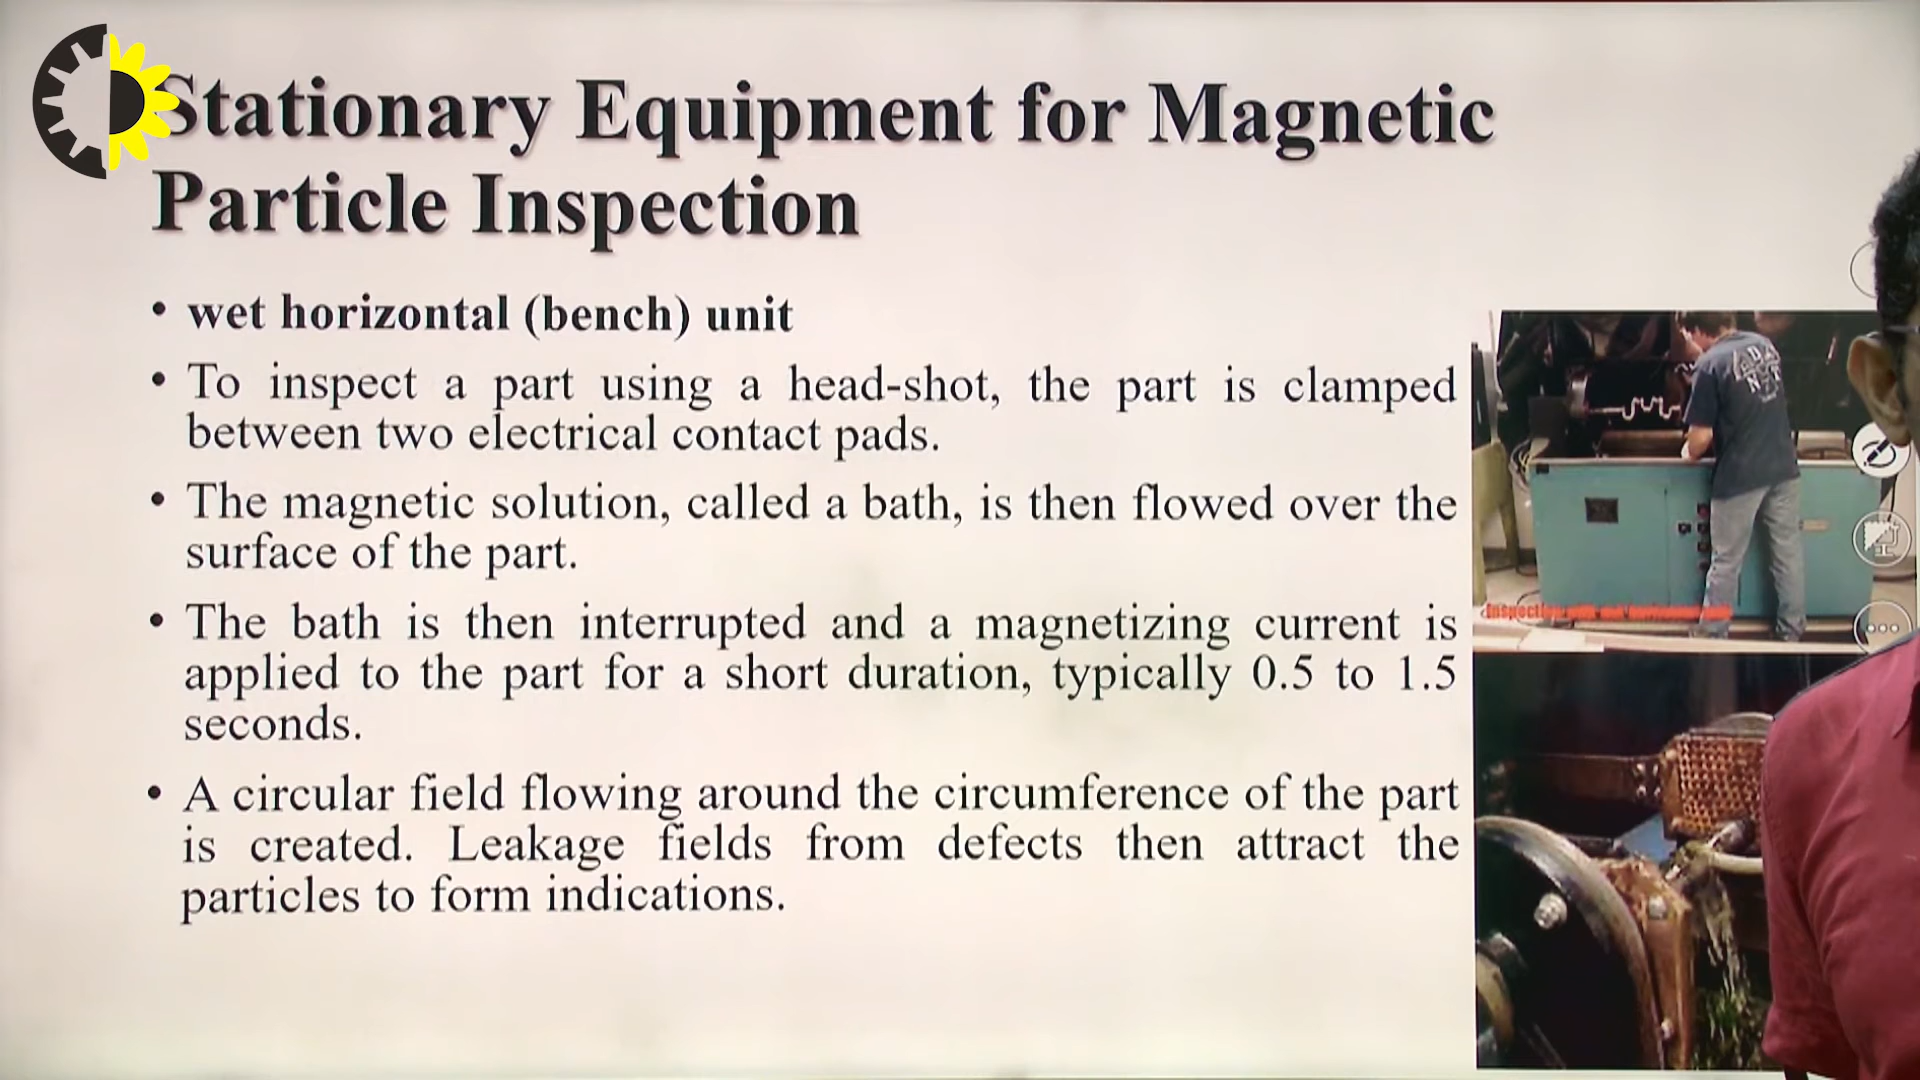 Stationary Equipment for Magnetic
Particle Inspection
• wet horizontal (bench) unit
• To inspect a part using a head-shot, the part is clamped
between two electrical contact pads.
• The magnetic solution, called a bath, is then flowed over the
surface of the part.
• The bath is then interrupted and a magnetizing current is
applied to the part for a short duration, typically 0.5 to 1.5
seconds.
• A circular field flowing around the circumference of the part
is created. Leakage fields from defects then attract the
particles to form indications.